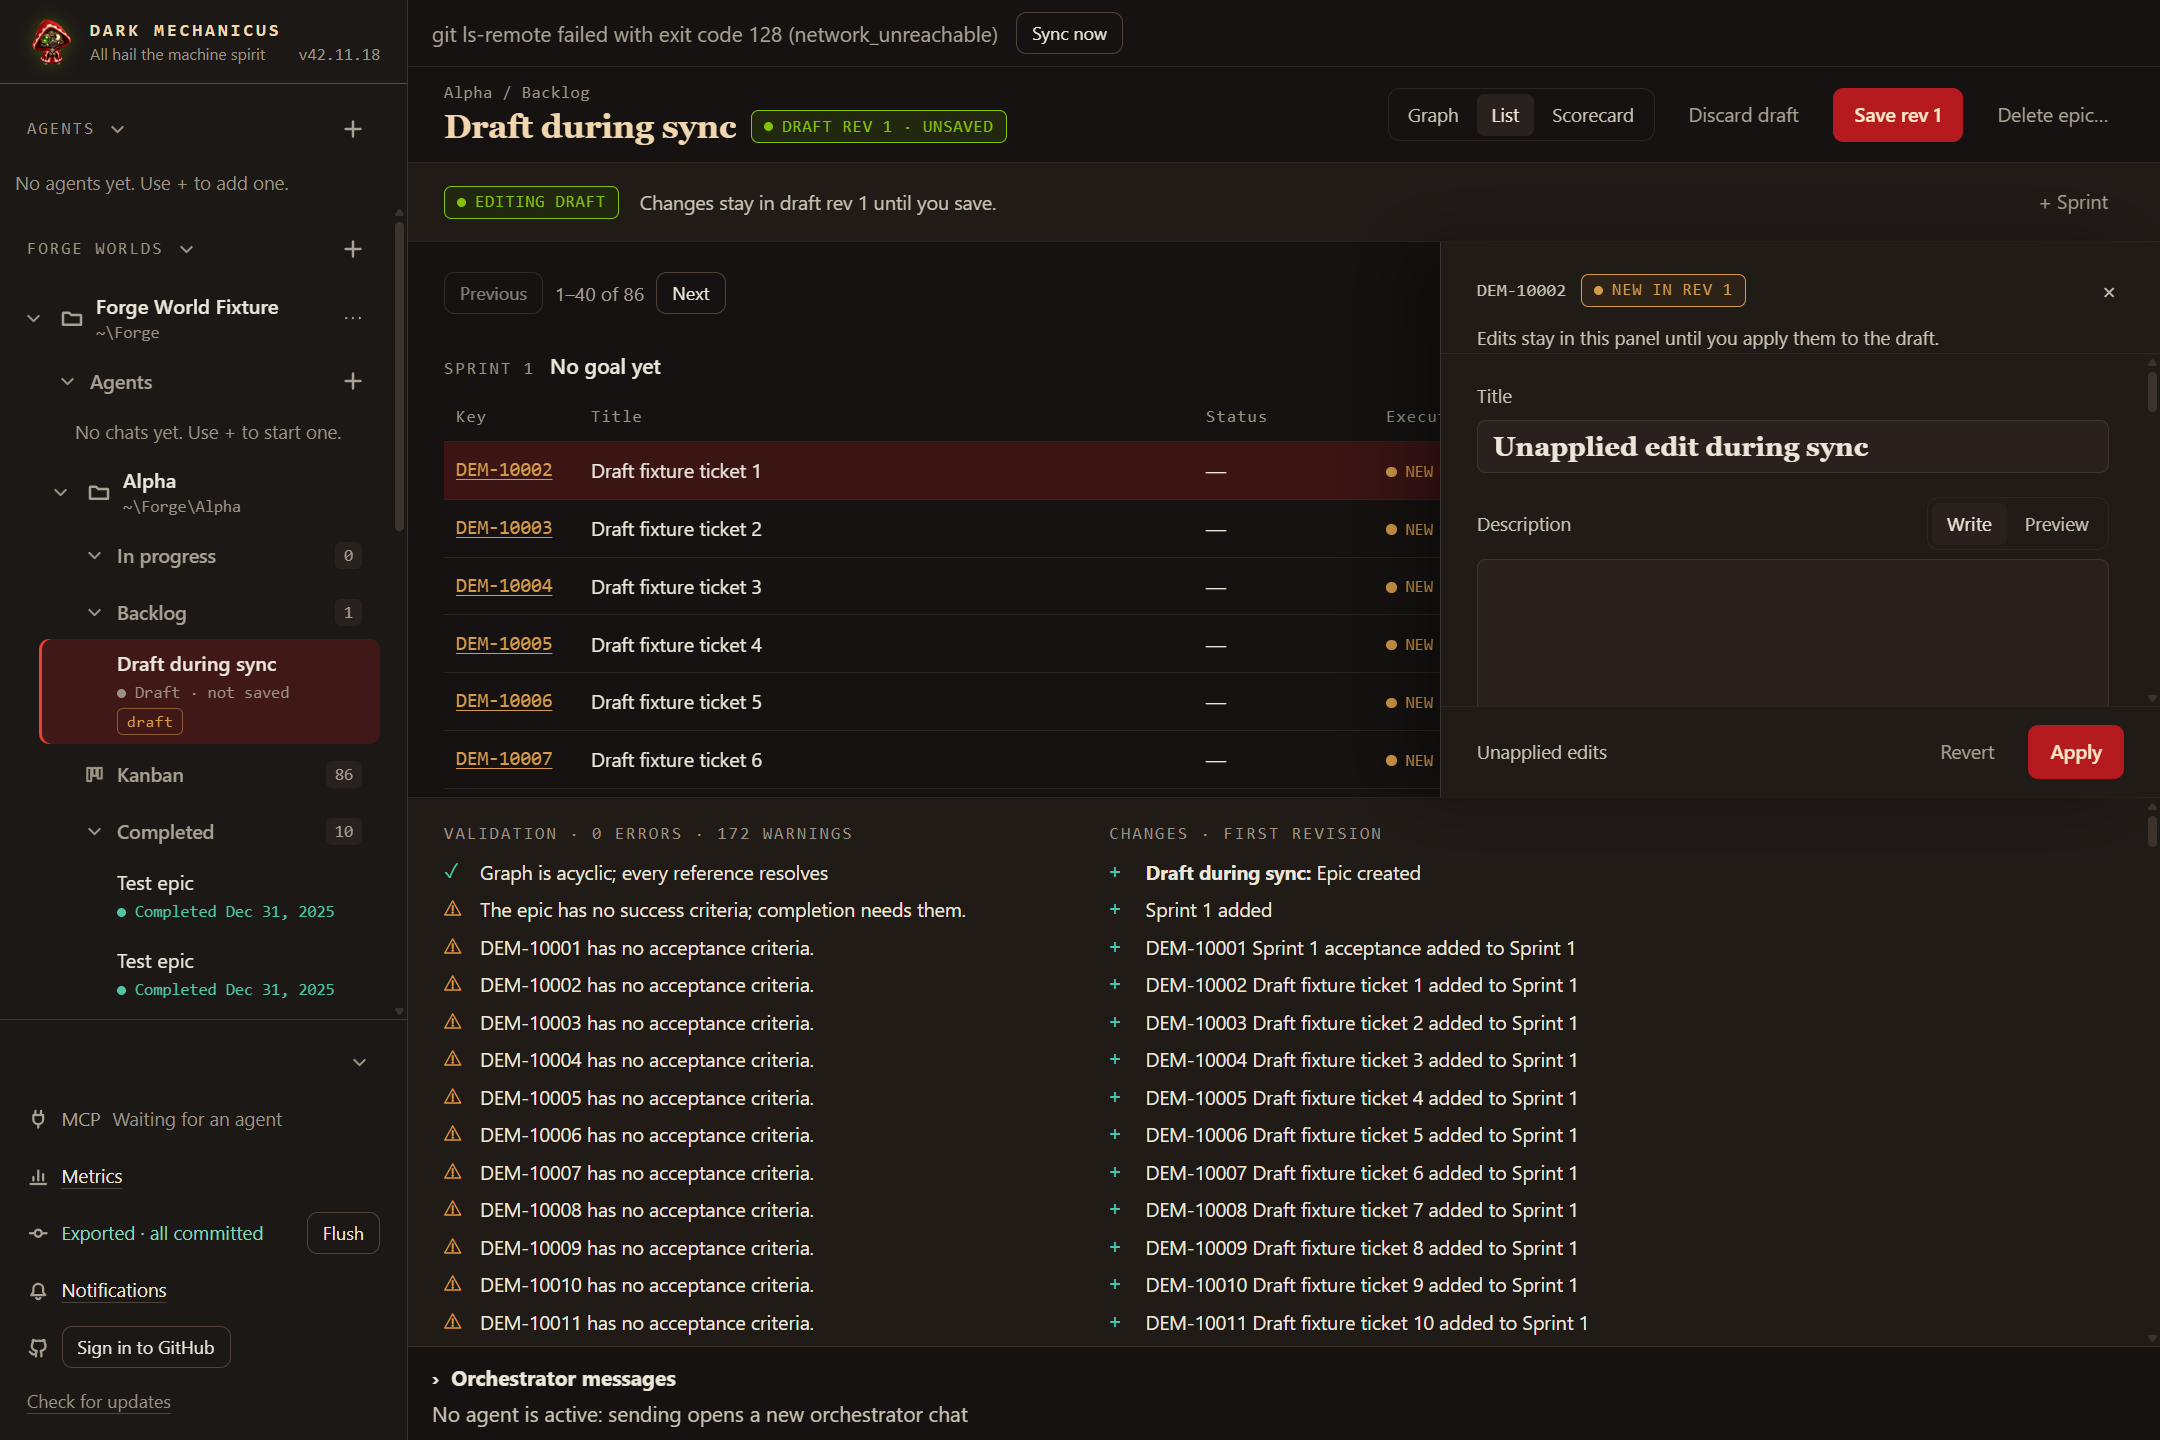 DARK MECHANICUS
All hail the machine spirit v42.11.18
AGENTS
No agents yet. Use + to add one.
FORGE WORLDS
Forge World Fixture
~\Forge
Agents
No chats yet. Use + to start one.
Alpha
~\Forge\Alpha
In progress 0
Backlog 1
Draft during sync
Draft · not saved
draft
Kanban 86
Completed 10
Test epic
Completed Dec 31, 2025
Test epic
Completed Dec 31, 2025
MCP Waiting for an agent
Metrics
Exported · all committed Flush
Notifications
Sign in to GitHub
Check for updates
git ls-remote failed with exit code 128 (network_unreachable) Sync now
Alpha / Backlog
Draft during sync DRAFT REV 1 · UNSAVED
Graph List Scorecard Discard draft Save rev 1 Delete epic...
EDITING DRAFT Changes stay in draft rev 1 until you save. + Sprint
Previous 1–40 of 86 Next
SPRINT 1 No goal yet
Key Title Status Execut
DEM-10002 Draft fixture ticket 1 — NEW
DEM-10003 Draft fixture ticket 2 — NEW
DEM-10004 Draft fixture ticket 3 — NEW
DEM-10005 Draft fixture ticket 4 — NEW
DEM-10006 Draft fixture ticket 5 — NEW
DEM-10007 Draft fixture ticket 6 — NEW
DEM-10002 NEW IN REV 1 ×
Edits stay in this panel until you apply them to the draft.
Title
Unapplied edit during sync
Description Write Preview
Unapplied edits Revert Apply
VALIDATION · 0 ERRORS · 172 WARNINGS
Graph is acyclic; every reference resolves
The epic has no success criteria; completion needs them.
DEM-10001 has no acceptance criteria.
DEM-10002 has no acceptance criteria.
DEM-10003 has no acceptance criteria.
DEM-10004 has no acceptance criteria.
DEM-10005 has no acceptance criteria.
DEM-10006 has no acceptance criteria.
DEM-10007 has no acceptance criteria.
DEM-10008 has no acceptance criteria.
DEM-10009 has no acceptance criteria.
DEM-10010 has no acceptance criteria.
DEM-10011 has no acceptance criteria.
CHANGES · FIRST REVISION
+ Draft during sync: Epic created
+ Sprint 1 added
+ DEM-10001 Sprint 1 acceptance added to Sprint 1
+ DEM-10002 Draft fixture ticket 1 added to Sprint 1
+ DEM-10003 Draft fixture ticket 2 added to Sprint 1
+ DEM-10004 Draft fixture ticket 3 added to Sprint 1
+ DEM-10005 Draft fixture ticket 4 added to Sprint 1
+ DEM-10006 Draft fixture ticket 5 added to Sprint 1
+ DEM-10007 Draft fixture ticket 6 added to Sprint 1
+ DEM-10008 Draft fixture ticket 7 added to Sprint 1
+ DEM-10009 Draft fixture ticket 8 added to Sprint 1
+ DEM-10010 Draft fixture ticket 9 added to Sprint 1
+ DEM-10011 Draft fixture ticket 10 added to Sprint 1
› Orchestrator messages
No agent is active: sending opens a new orchestrator chat